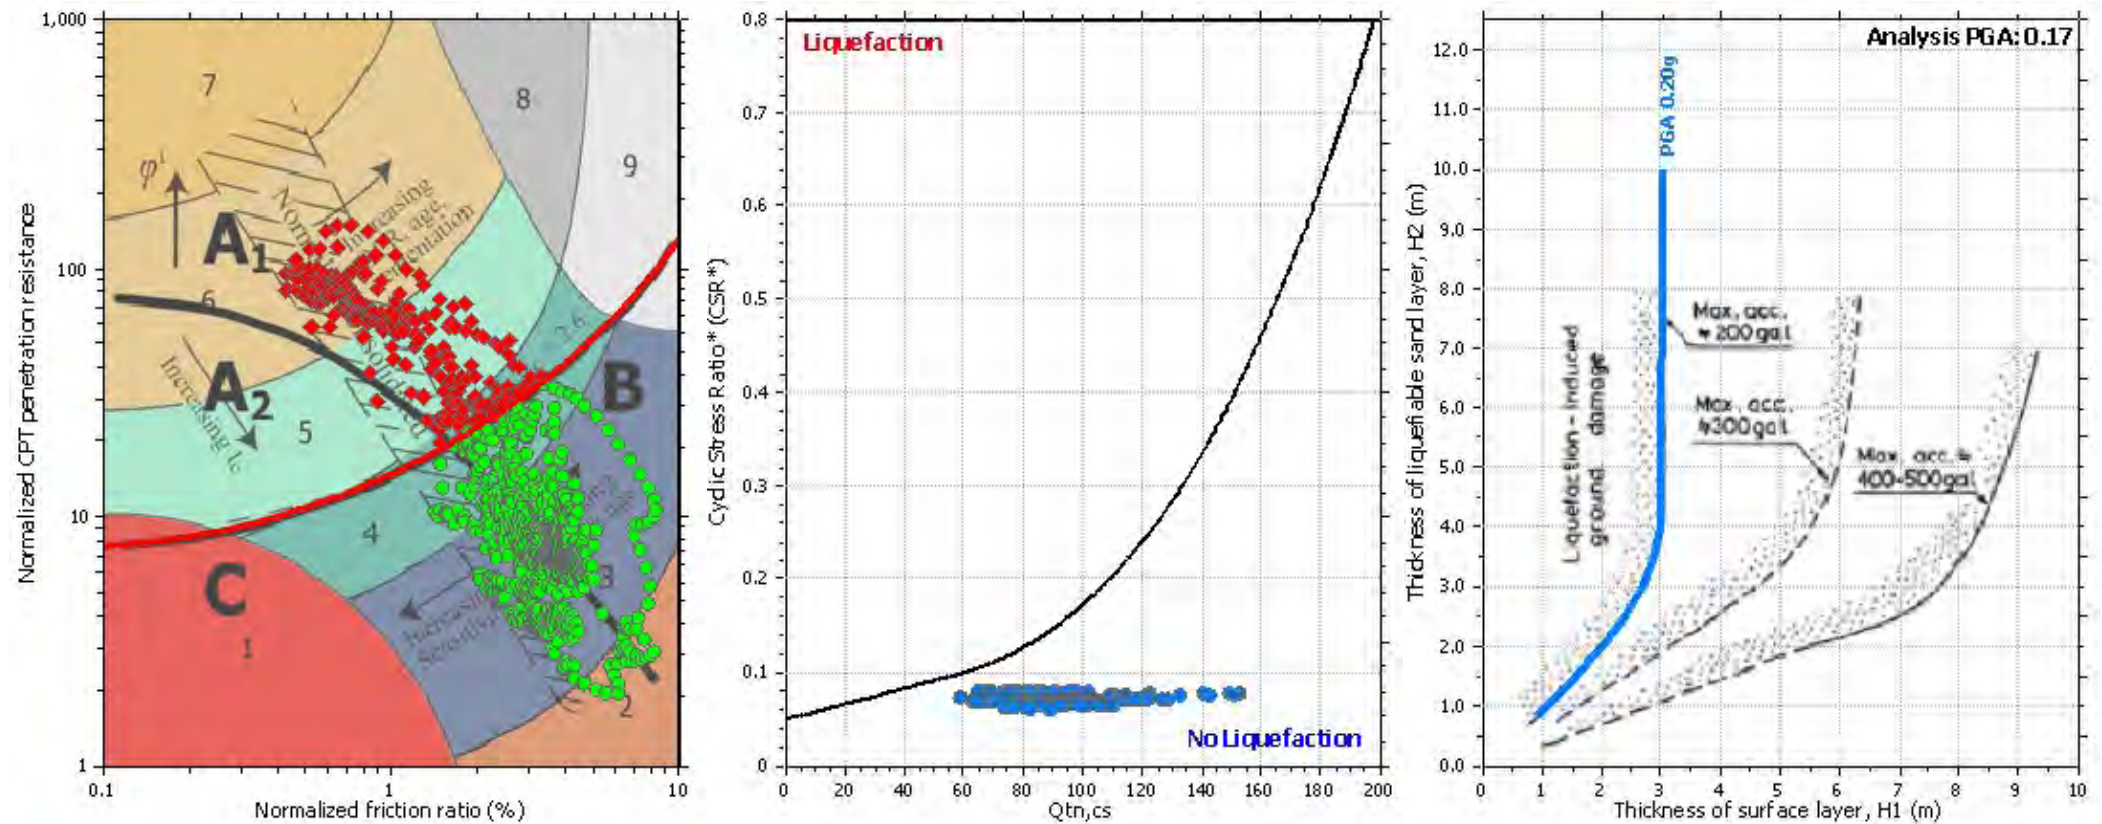 1,000
100
10
1
0.1
1
10
Normalized CPT penetration resistance
Normalized friction ratio (%)
7
8
9
φ'
A1
6
A2
5
4
B
C
1
3
2
2.6
Increasing
age,
Increasing Ic
Increasing
Liquefaction
No Liquefaction
0.8
0.7
0.6
0.5
0.4
0.3
0.2
0.1
0
0
20
40
60
80
100
120
140
160
180
200
Cyclic Stress Ratio* (CSR*)
Qtn,cs
Analysis PGA: 0.17
PGA 0.20g
12.0
11.0
10.0
9.0
8.0
7.0
6.0
5.0
4.0
3.0
2.0
1.0
0.0
0
1
2
3
4
5
6
7
8
9
10
Thickness of liquefiable sand layer, H2 (m)
Thickness of surface layer, H1 (m)
Liquefaction - induced
ground damage
Max. acc.
≒ 200 gal
Max. acc.
≒300 gal
Max. acc. ≒
400-500gal